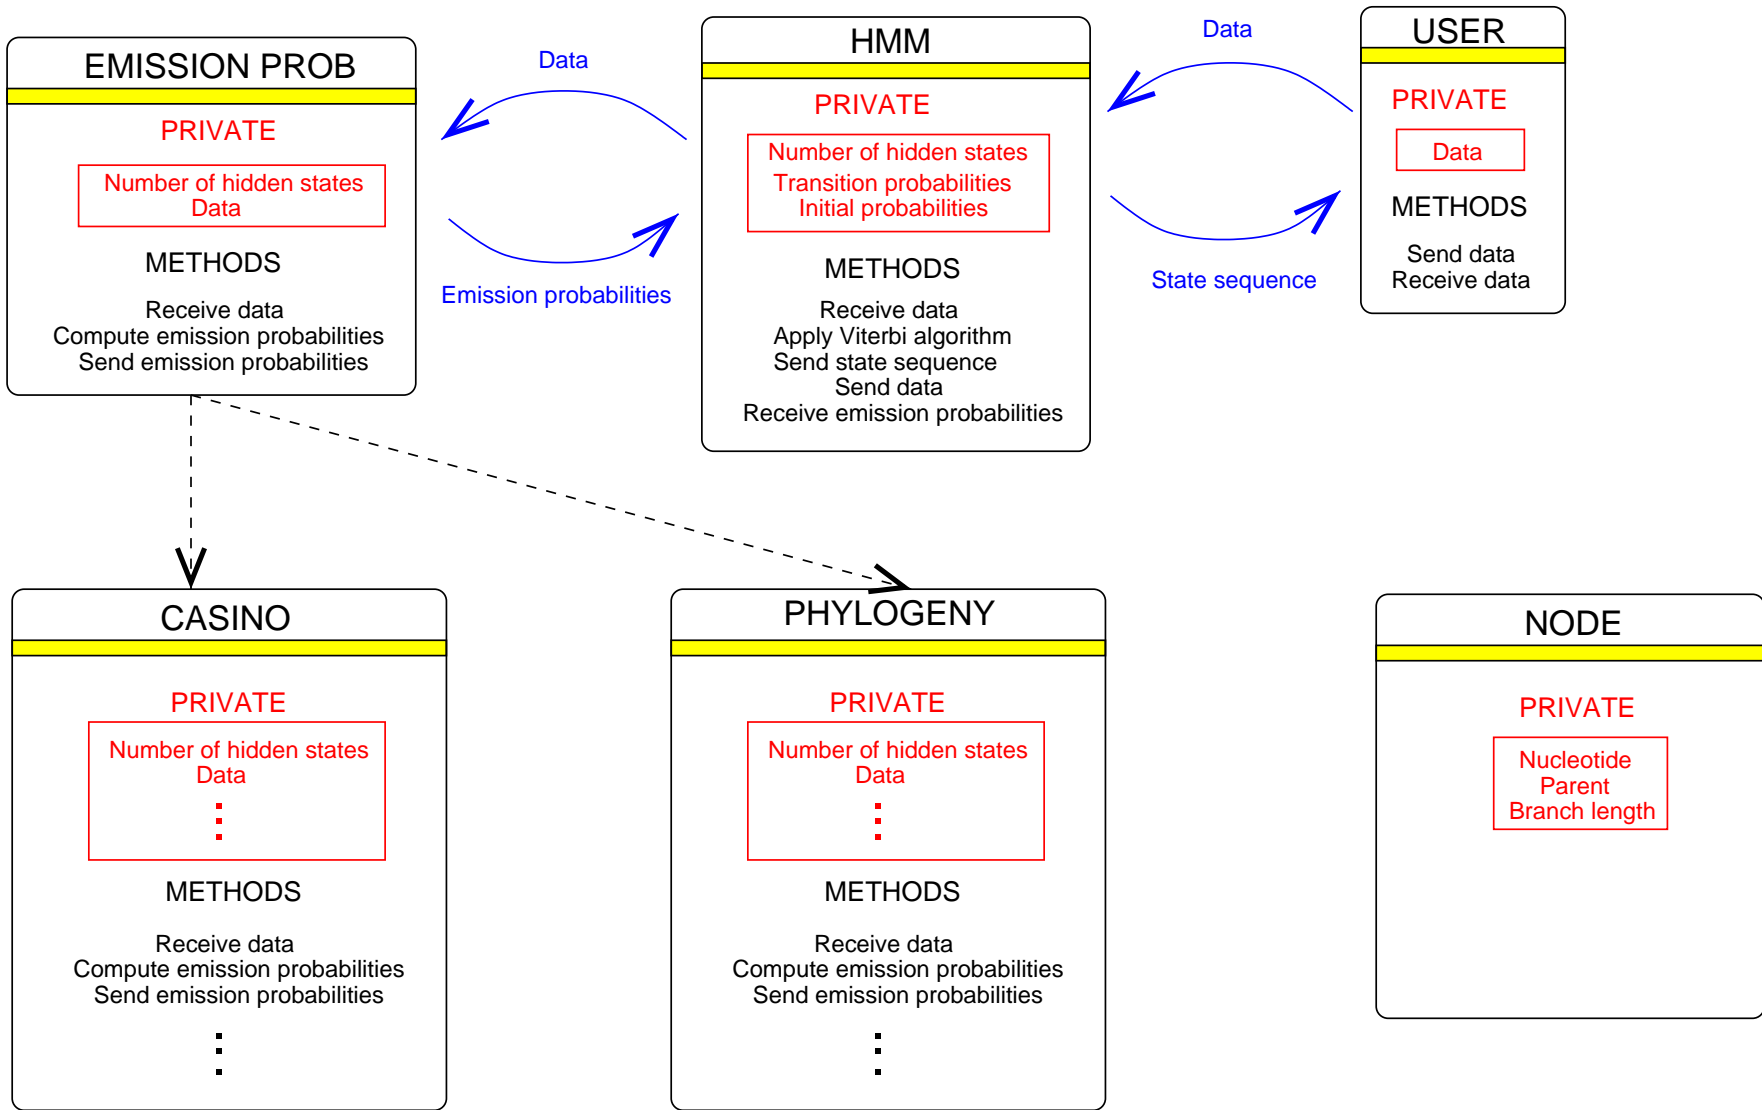 EMISSION PROB
PRIVATE
Number of hidden states
Data
METHODS
Receive data
Compute emission probabilities
Send emission probabilities
Data
Emission probabilities
HMM
PRIVATE
Number of hidden states
Transition probabilities
Initial probabilities
METHODS
Receive data
Apply Viterbi algorithm
Send state sequence
Send data
Receive emission probabilities
Data
State sequence
USER
PRIVATE
Data
METHODS
Send data
Receive data
CASINO
PRIVATE
Number of hidden states
Data
METHODS
Receive data
Compute emission probabilities
Send emission probabilities
PHYLOGENY
PRIVATE
Number of hidden states
Data
METHODS
Receive data
Compute emission probabilities
Send emission probabilities
NODE
PRIVATE
Nucleotide
Parent
Branch length